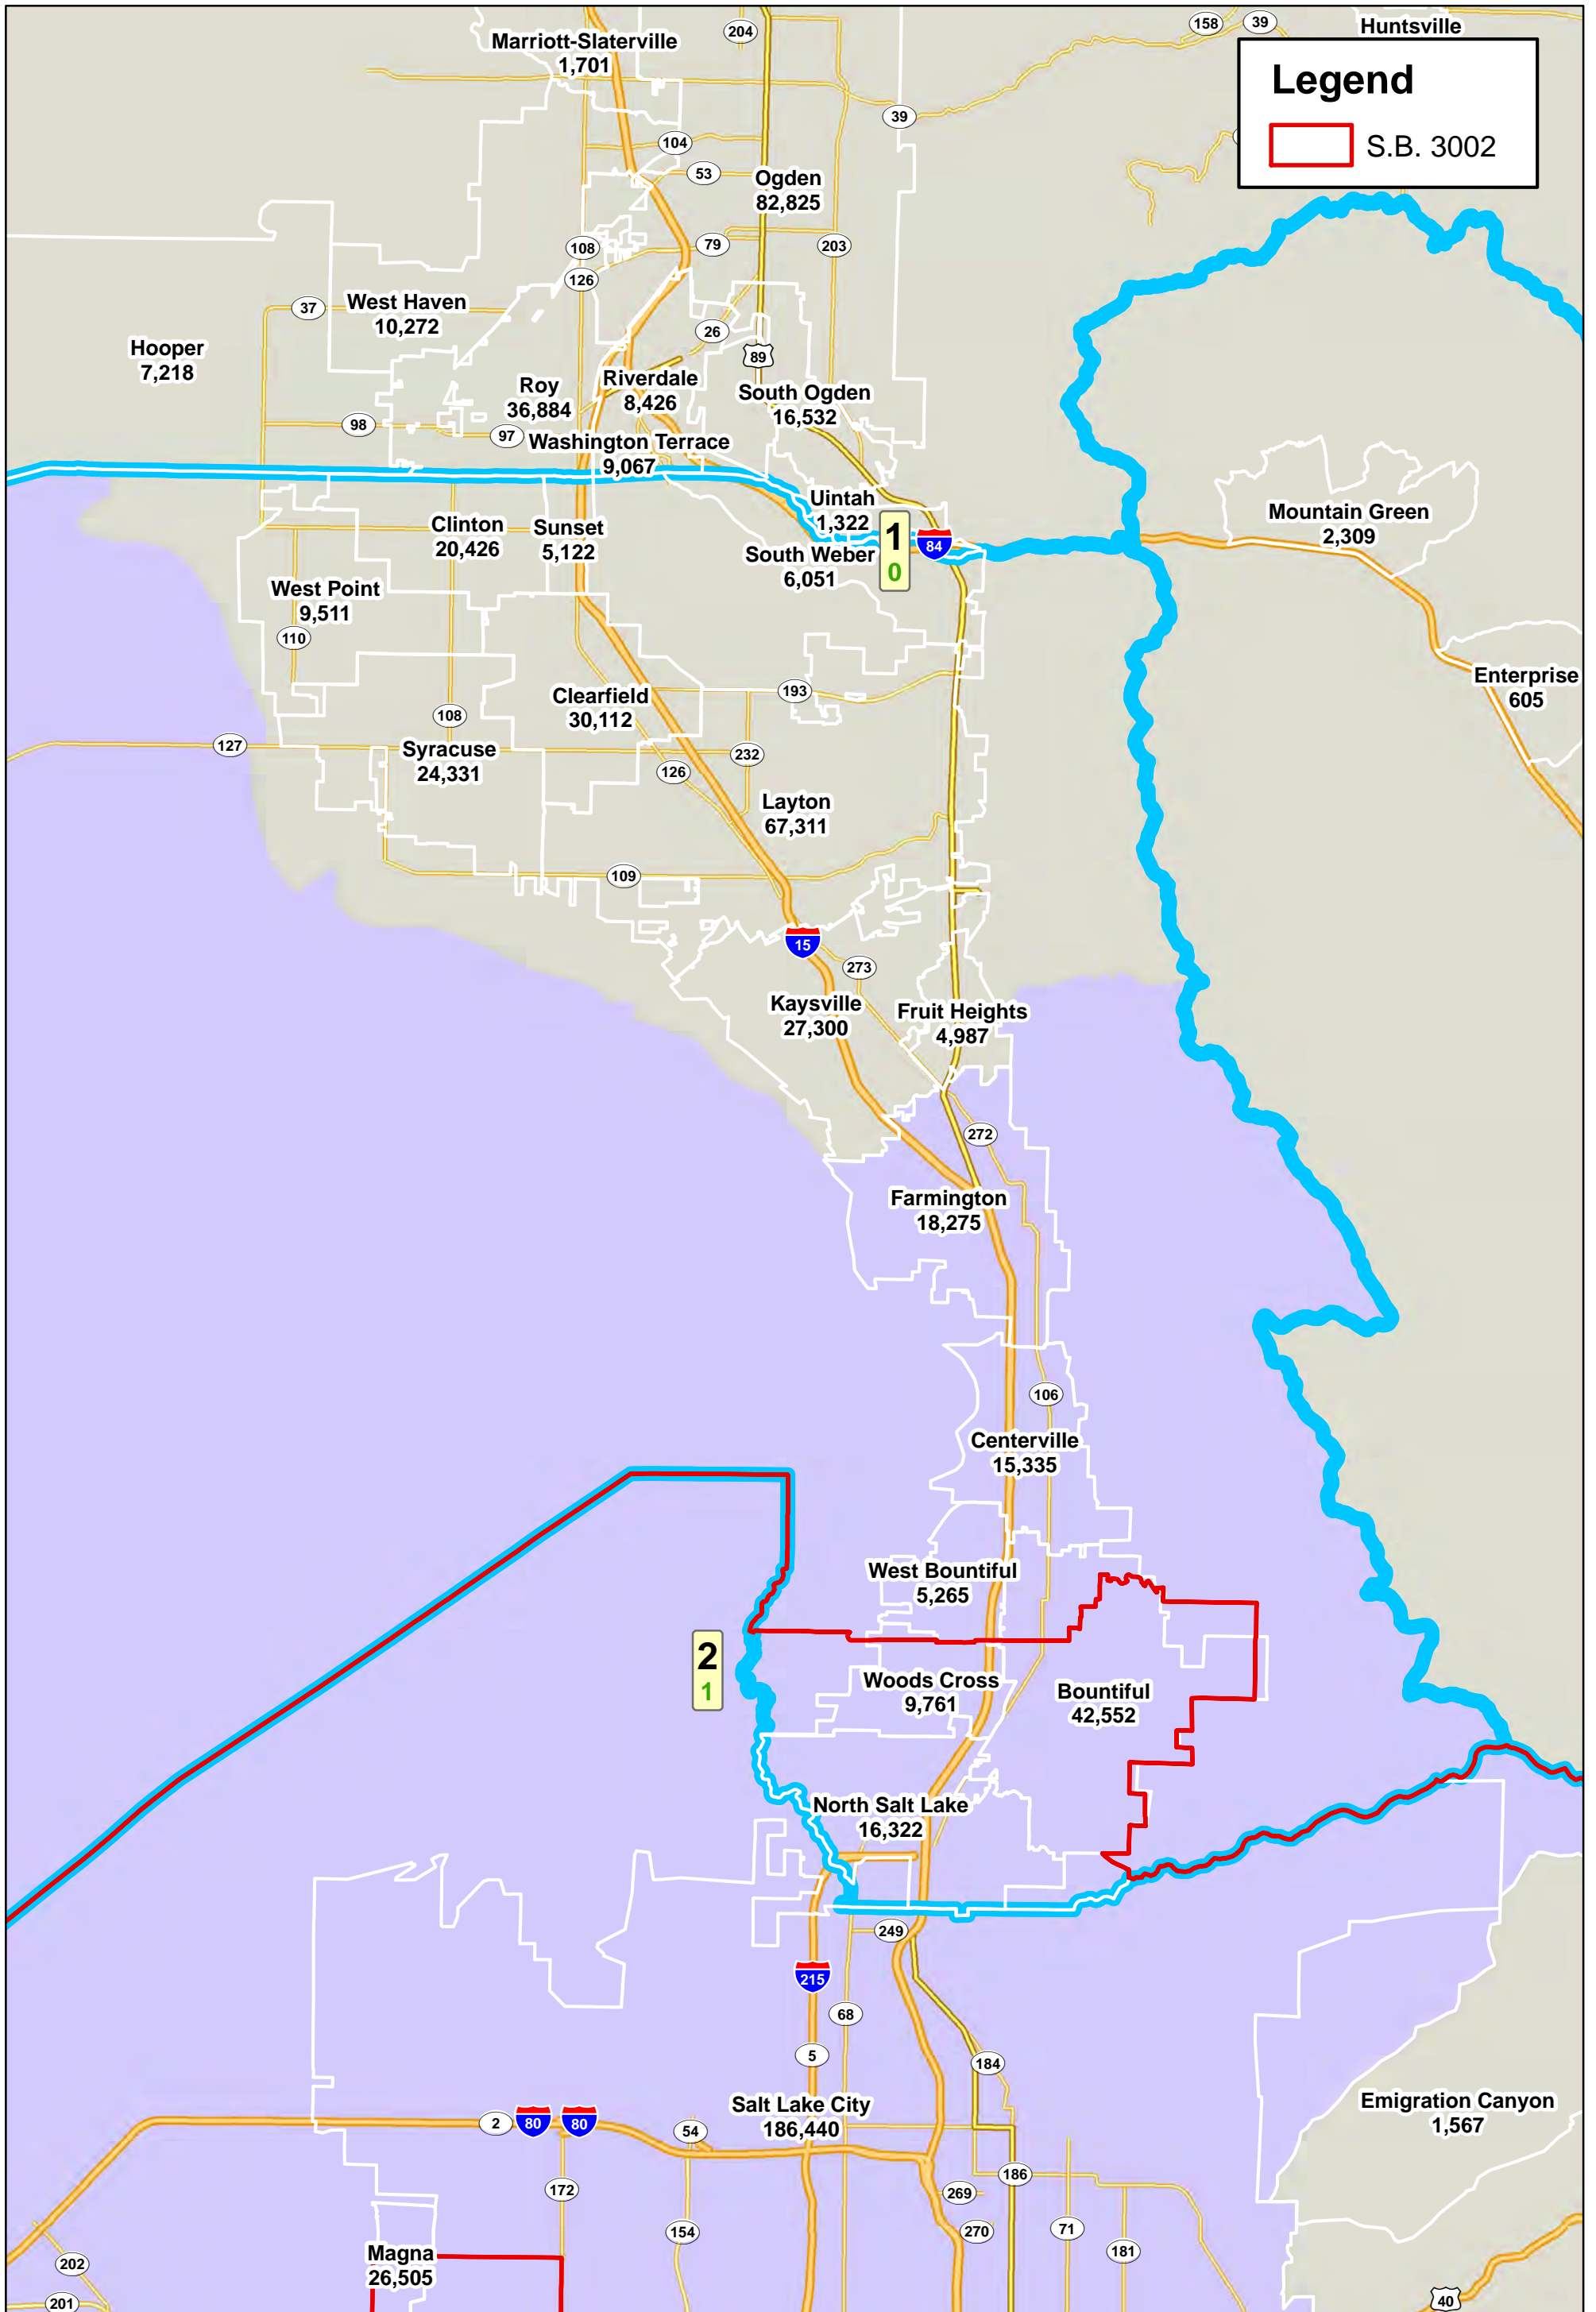 Marriott-Slaterville
1,701
204
158
39
Huntsville
Legend
S.B. 3002
39
104
53
Ogden
82,825
108
79
203
126
37
West Haven
10,272
26
89
Hooper
7,218
Roy
36,884
Riverdale
8,426
South Ogden
16,532
98
97
Washington Terrace
9,067
Uintah
1,322
1
0
84
Mountain Green
2,309
Clinton
20,426
Sunset
5,122
South Weber
6,051
West Point
9,511
110
Clearfield
30,112
193
Enterprise
605
108
127
Syracuse
24,331
232
126
Layton
67,311
109
15
273
Kaysville
27,300
Fruit Heights
4,987
272
Farmington
18,275
106
Centerville
15,335
West Bountiful
5,265
2
1
Woods Cross
9,761
Bountiful
42,552
North Salt Lake
16,322
249
215
68
5
184
Salt Lake City
186,440
Emigration Canyon
1,567
2
80
80
54
186
172
269
154
270
71
181
Magna
26,505
202
201
40